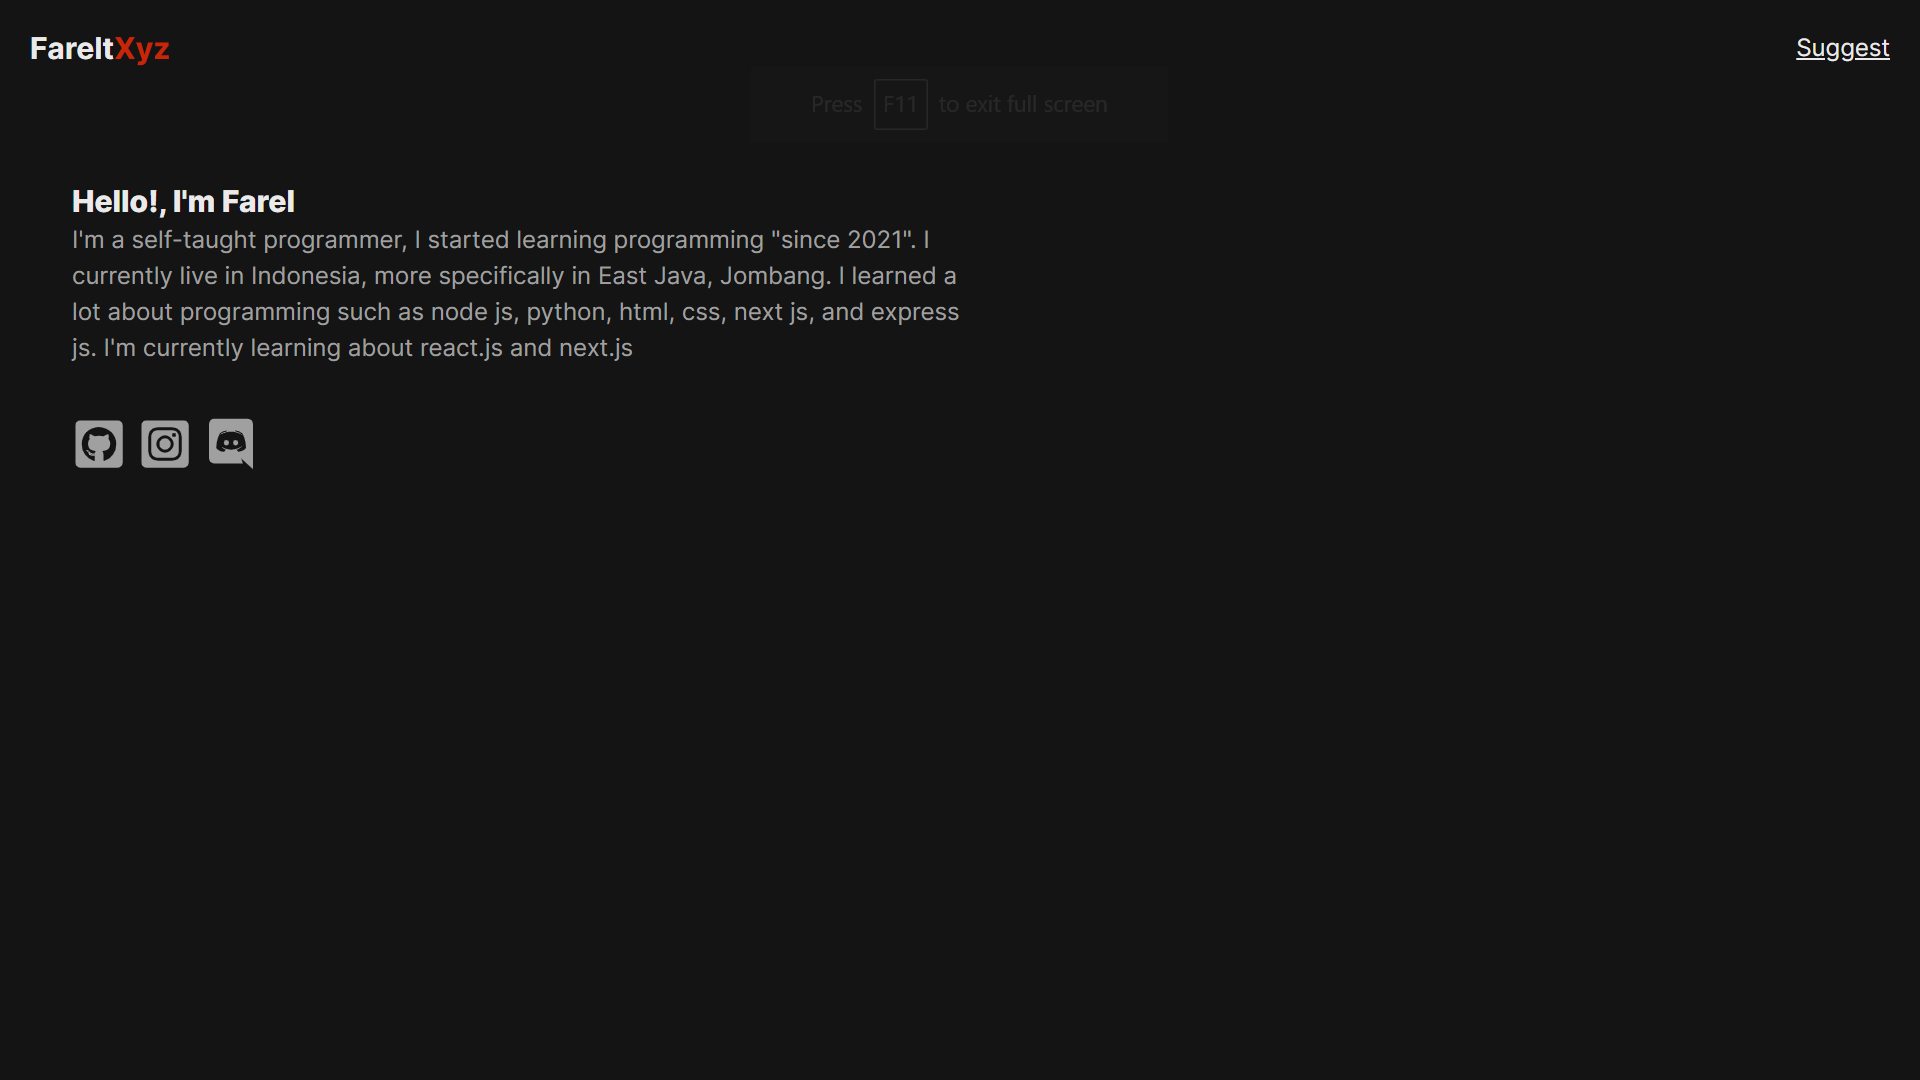 FareltXyz
Suggest
Press F11 to exit full screen
Hello!, I'm Farel
I'm a self-taught programmer, I started learning programming "since 2021". I
currently live in Indonesia, more specifically in East Java, Jombang. I learned a
lot about programming such as node js, python, html, css, next js, and express
js. I'm currently learning about react.js and next.js